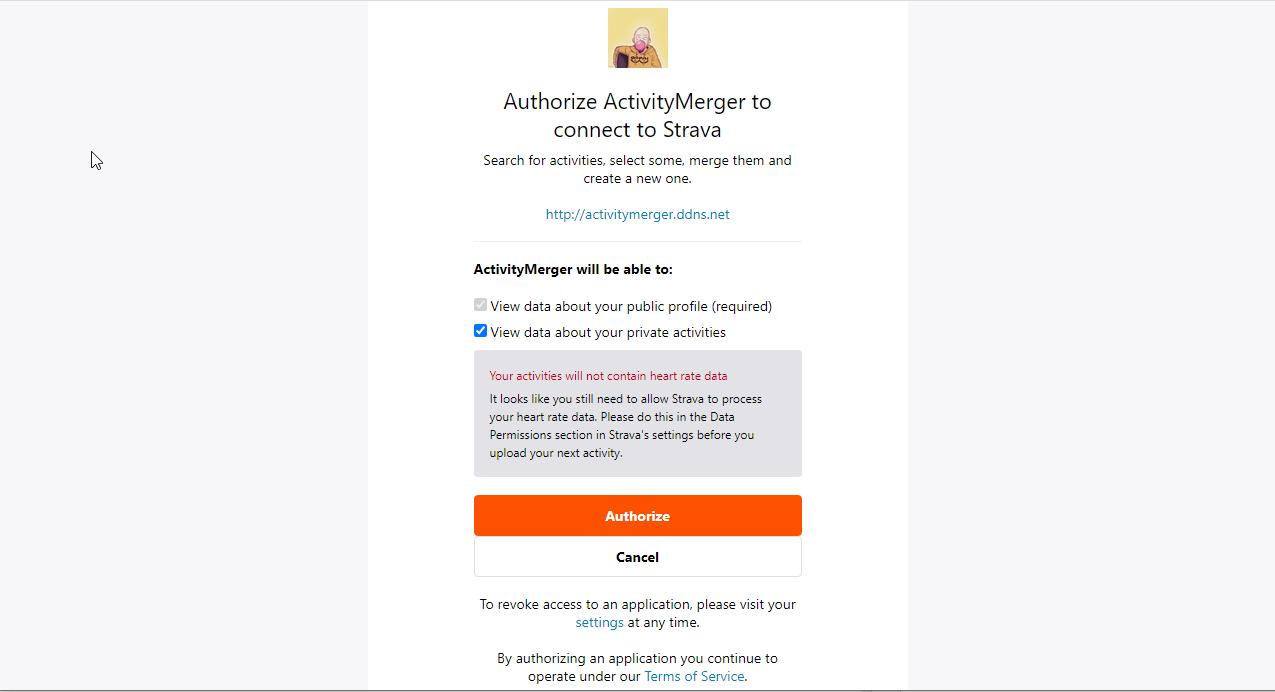 Authorize ActivityMerger to
connect to Strava
Search for activities, select some, merge them and
create a new one.
http://activitymerger.ddns.net
ActivityMerger will be able to:
View data about your public profile (required)
View data about your private activities
Your activities will not contain heart rate data
It looks like you still need to allow Strava to process
your heart rate data. Please do this in the Data
Permissions section in Strava's settings before you
upload your next activity.
Authorize
Cancel
To revoke access to an application, please visit your
settings at any time.
By authorizing an application you continue to
operate under our Terms of Service.